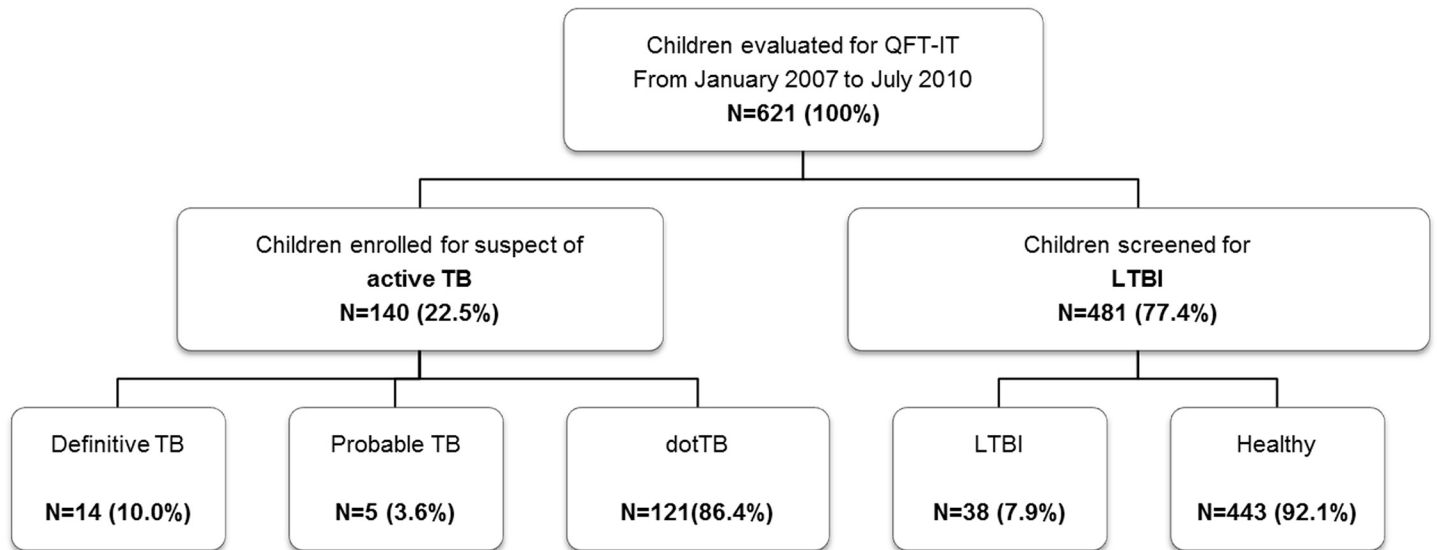 Children evaluated for QFT-IT
From January 2007 to July 2010
N=621 (100%)
Children enrolled for suspect of
active TB
N=140 (22.5%)
Children screened for
LTBI
N=481 (77.4%)
Definitive TB
N=14 (10.0%)
Probable TB
N=5 (3.6%)
dotTB
N=121(86.4%)
LTBI
N=38 (7.9%)
Healthy
N=443 (92.1%)